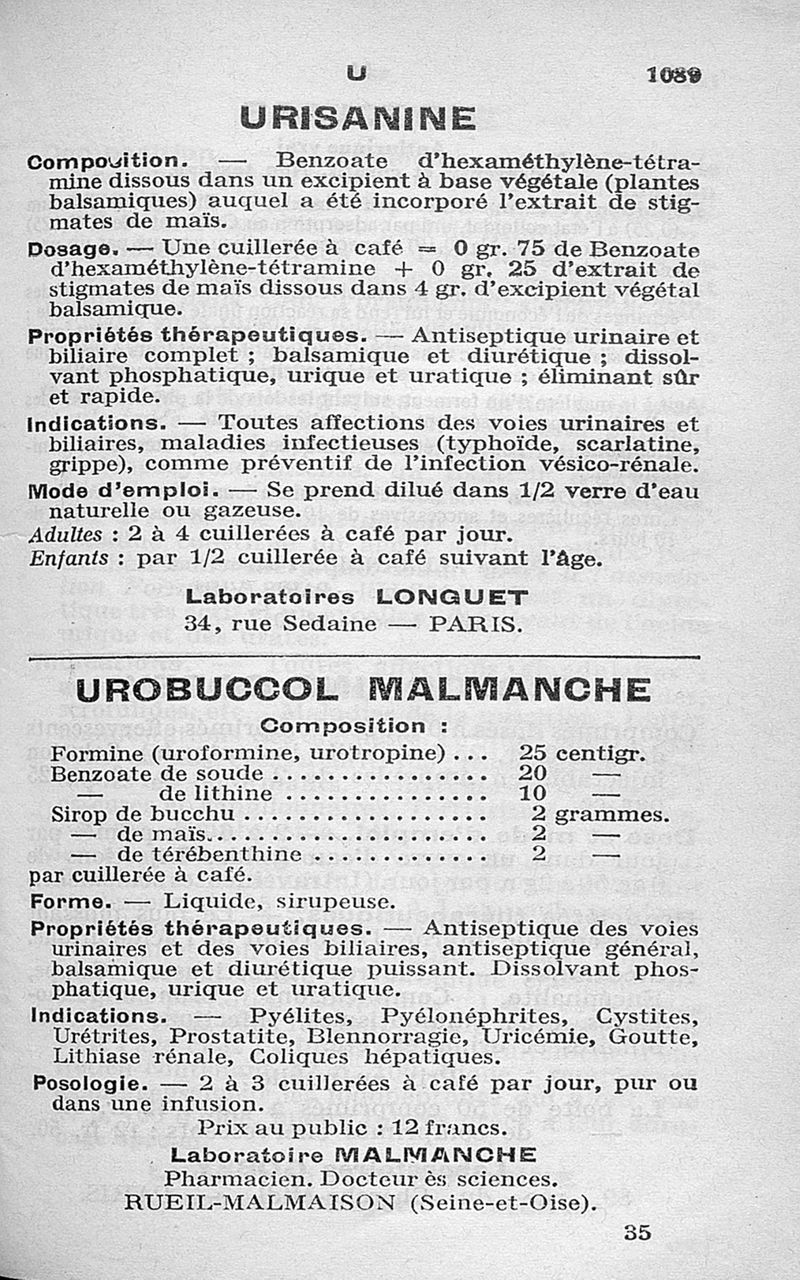 U 1089
URISANINE
Composition. — Benzoate d'hexaméthylène-tétra-
mine dissous dans un excipient à base végétale (plantes
balsamiques) auquel a été incorporé l'extrait de stig-
mates de maïs.
Dosage. — Une cuillerée à café = 0 gr. 75 de Benzoate
d'hexaméthylène-tétramine + 0 gr. 25 d'extrait de
stigmates de maïs dissous dans 4 gr. d'excipient végétal
balsamique.
Propriétés thérapeutiques. — Antiseptique urinaire et
biliaire complet ; balsamique et diurétique ; dissol-
vant phosphatique, urique et uratique ; éliminant sûr
et rapide.
Indications. — Toutes affections des voies urinaires et
biliaires, maladies infectieuses (typhoïde, scarlatine,
grippe), comme préventif de l'infection vésico-rénale.
Mode d'emploi. — Se prend dilué dans 1/2 verre d'eau
naturelle ou gazeuse.
Adultes : 2 à 4 cuillerées à café par jour.
Enfants : par 1/2 cuillerée à café suivant l'âge.
Laboratoires LONGUET
34, rue Sedaine — PARIS.
UROBUCCOL MALMANCHE
Composition :
Formine (uroformine, urotropine) ... 25 centigr.
Benzoate de soude ................ 20 —
— de lithine ............... 10 —
Sirop de bucchu .................. 2 grammes.
— de maïs.................... 2 —
— de térébenthine ............. 2 —
par cuillerée à café.
Forme. — Liquide, sirupeuse.
Propriétés thérapeutiques. — Antiseptique des voies
urinaires et des voies biliaires, antiseptique général,
balsamique et diurétique puissant. Dissolvant phos-
phatique, urique et uratique.
Indications. — Pyélites, Pyélonéphrites, Cystites,
Urétrites, Prostatite, Blennorragie, Uricémie, Goutte,
Lithiase rénale, Coliques hépatiques.
Posologie. — 2 à 3 cuillerées à café par jour, pur ou
dans une infusion.
Prix au public : 12 francs.
Laboratoire MALMANCHE
Pharmacien. Docteur ès sciences.
RUEIL-MALMAISON (Seine-et-Oise).
35